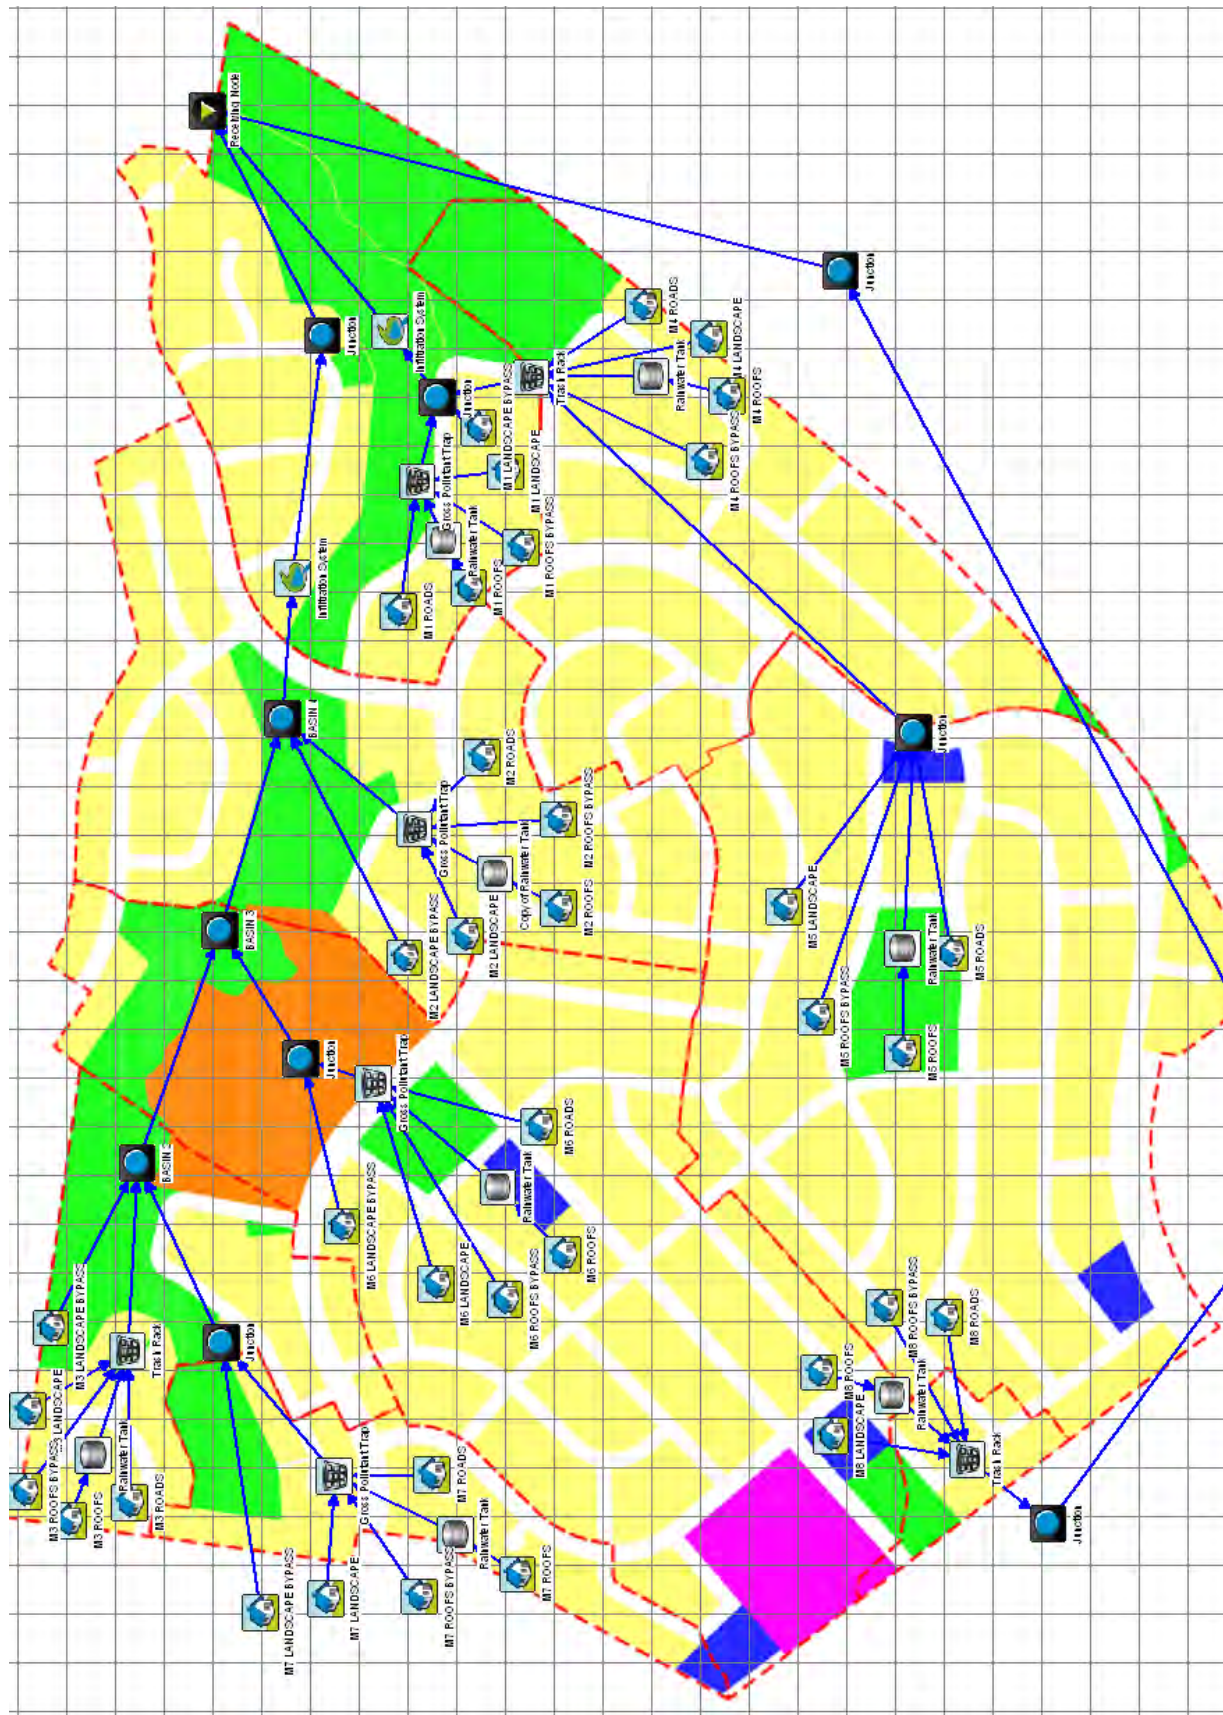 Receiving Node
Junction
Infiltration System
Junction
M4 ROADS
M4 LANDSCAPE
Rainwater Tank
M4 ROOFS
M4 ROOFS BYPASS
Trash Rack
Junction
M1 LANDSCAPE BYPASS
M1 LANDSCAPE
Gross Pollutant Trap
Rainwater Tank
M1 ROOFS BYPASS
M1 ROOFS
M1 ROADS
Infiltration System
BASIN 4
M2 ROADS
Gross Pollutant Trap
M2 ROOFS BYPASS
Copy of Rainwater Tank
M2 ROOFS
M2 LANDSCAPE
M2 LANDSCAPE BYPASS
Junction
M5 LANDSCAPE
M5 ROOFS BYPASS
Rainwater Tank
M5 ROADS
M5 ROOFS
BASIN 3
Junction
Gross Pollutant Trap
M6 ROADS
Rainwater Tank
M6 ROOFS
M6 ROOFS BYPASS
M6 LANDSCAPE
M6 LANDSCAPE BYPASS
BASIN 2
M3 LANDSCAPE BYPASS
Trash Rack
LANDSCAPE
M3 ROOFS BYPASS
Rainwater Tank
M3 ROOFS
M3 ROADS
Junction
Gross Pollutant Trap
M7 ROADS
Rainwater Tank
M7 ROOFS
M7 ROOFS BYPASS
M7 LANDSCAPE
M7 LANDSCAPE BYPASS
M8 ROOFS BYPASS
M8 ROADS
M8 ROOFS
Rainwater Tank
M8 LANDSCAPE
Trash Rack
Junction
Junction